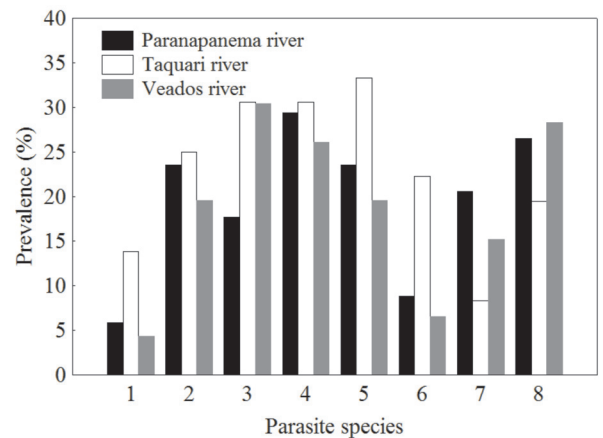 40
35
30
25
20
15
10
5
0
Prevalence (%)
Paranapanema river
Taquari river
Veados river
1 2 3 4 5 6 7 8
Parasite species